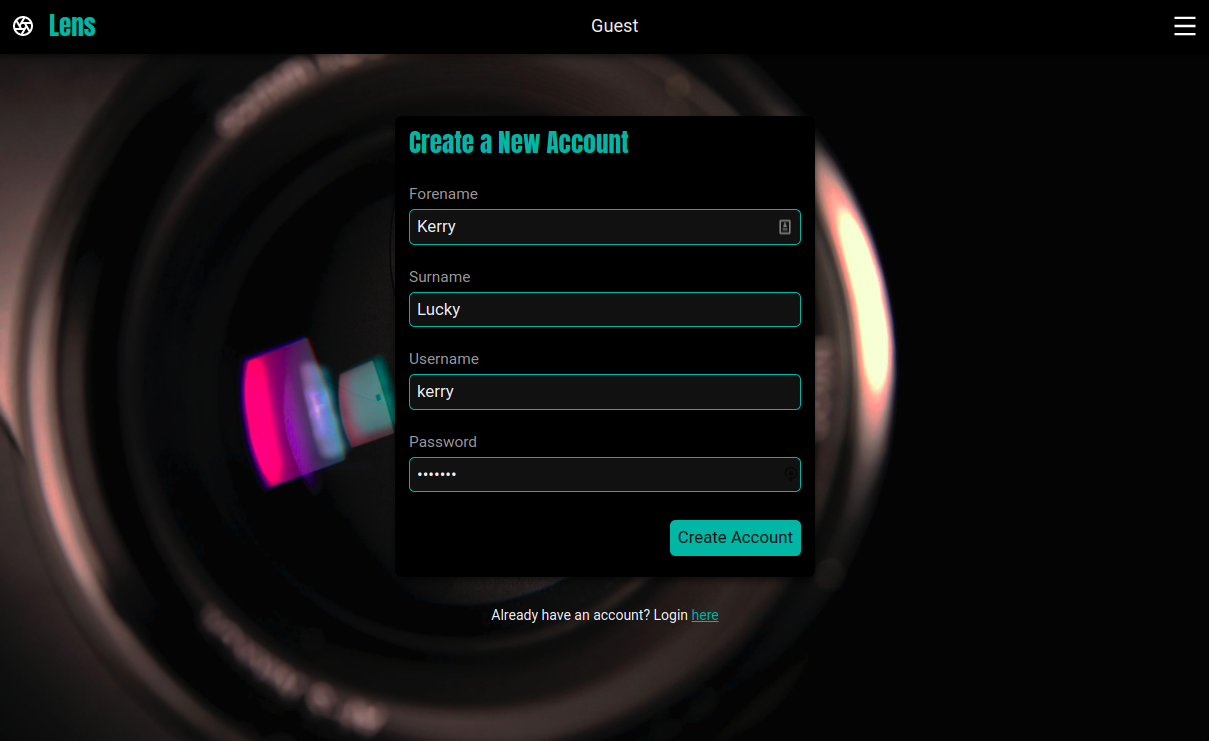 Lens
Guest
Create a New Account
Forename
Kerry
Surname
Lucky
Username
kerry
Password
•••••••
Create Account
Already have an account? Login here